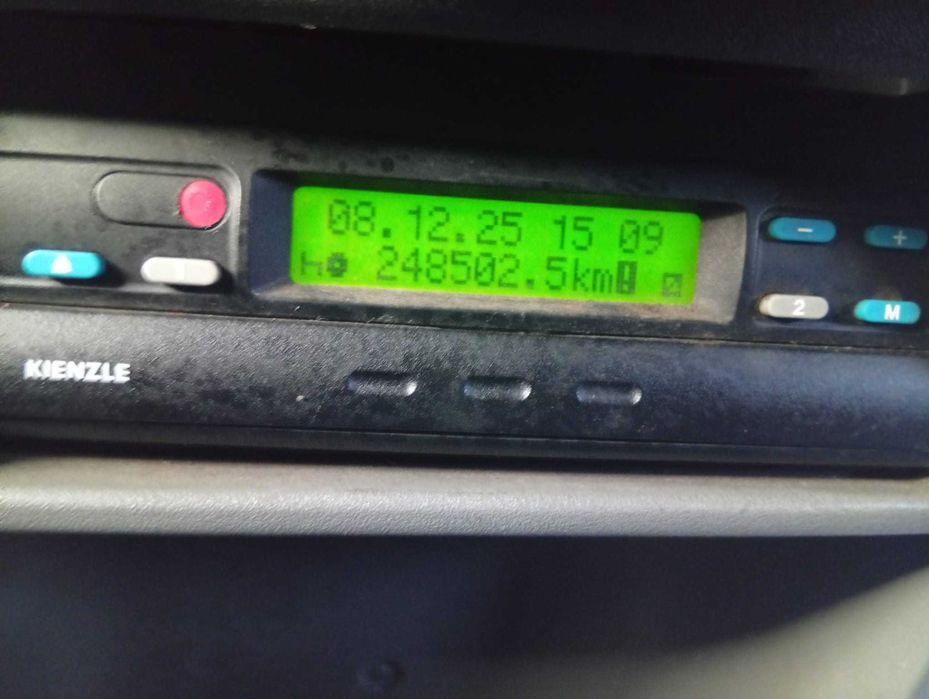 08.12.25 15 09
248502.5km
- +
2 M
KIENZLE